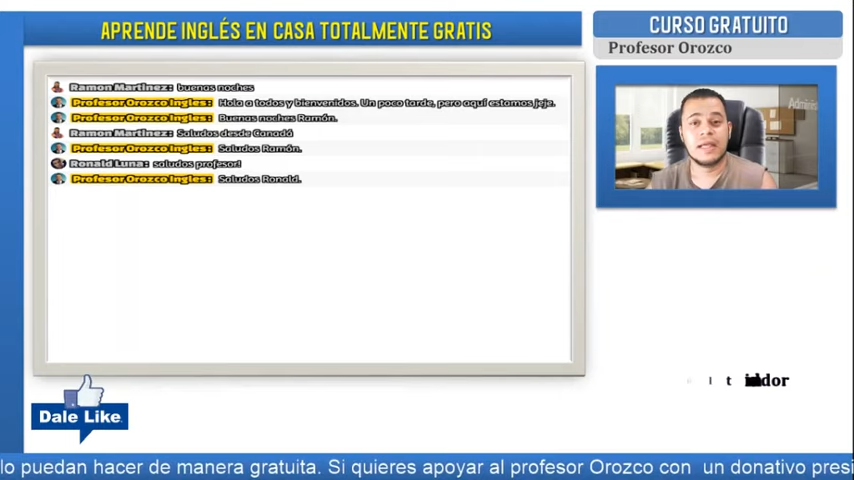 APRENDE INGLÉS EN CASA TOTALMENTE GRATIS
CURSO GRATUITO
Profesor Orozco
Ramon Martinez: buenas noches
Profesor Orozco Ingles: Hola a todos y bienvenidos. Un poco tarde, pero aquí estamos jeje.
Profesor Orozco Ingles: Buenas noches Ramón.
Ramon Martinez: Saludos desde Canadá
Profesor Orozco Ingles: Saludos Ramón.
Ronald Luna: saludos profesor!
Profesor Orozco Ingles: Saludos Ronald.
Dale Like
lo puedan hacer de manera gratuita. Si quieres apoyar al profesor Orozco con un donativo presi